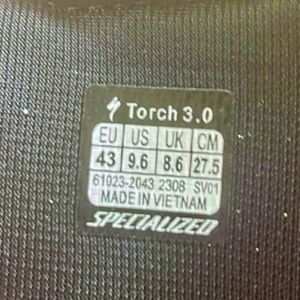 Torch 3.0
EU US UK CM
43 9.6 8.6 27.5
61023-2043 2308 SV01
MADE IN VIETNAM
SPECIALIZED